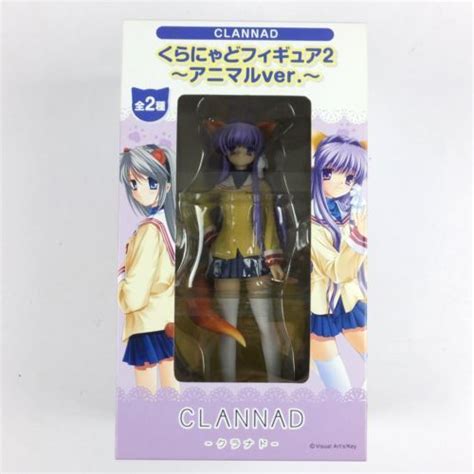 CLANNAD
くらにゃどフィギュア2
～アニマルver.～
全2種
CLANNAD
-クラナド-
©Visual Art's/Key